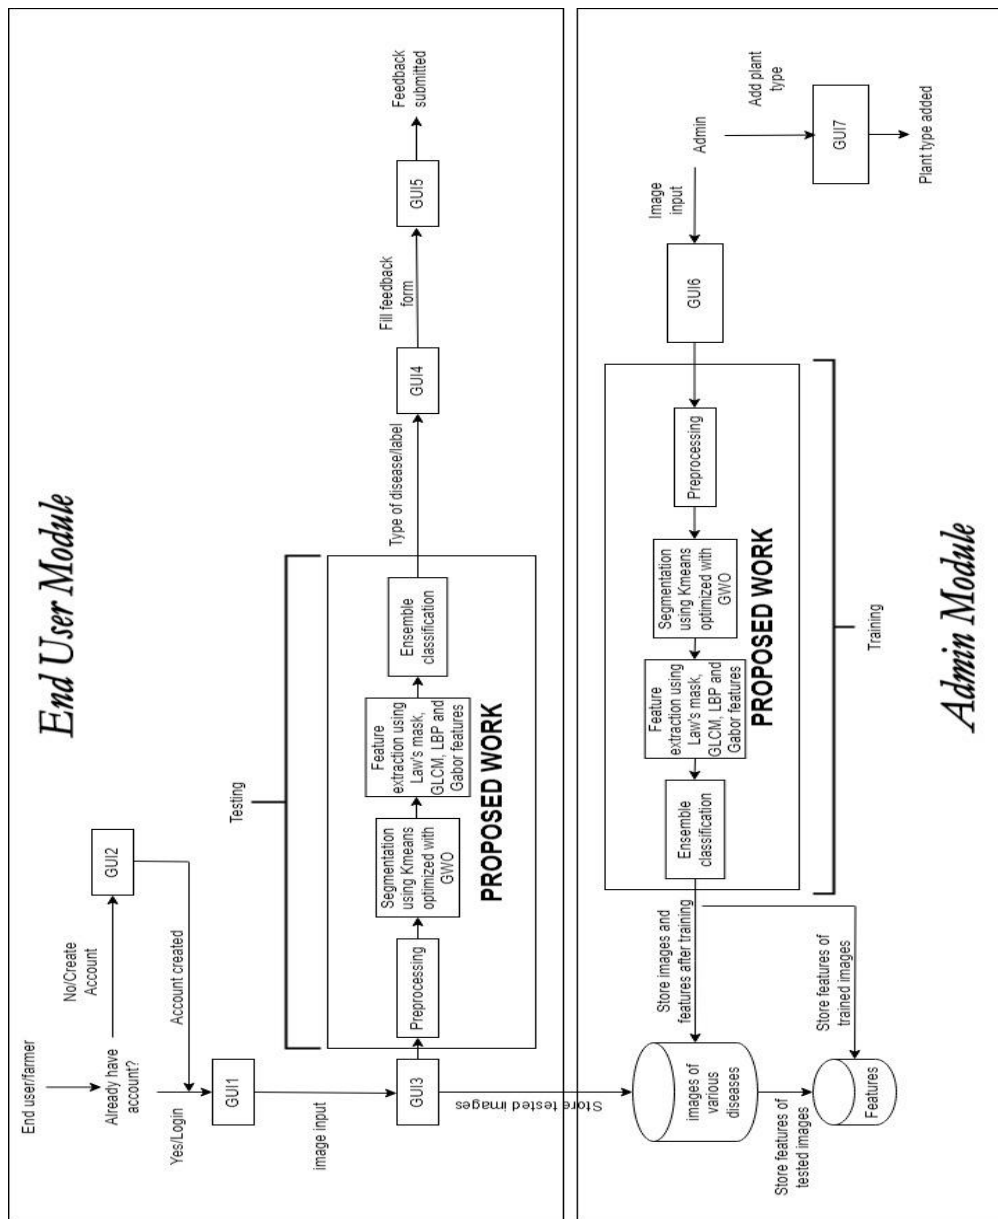 End User Module
End user/farmer
Already have
account?
No/Create
Account
GUI2
Account created
Yes/Login
GUI1
image input
GUI3
Testing
Preprocessing
Segmentation
using Kmeans
optimized with
GWO
Feature
extraction using
Law's mask,
GLCM, LBP and
Gabor features
Ensemble
classification
PROPOSED WORK
Type of disease/label
GUI4
Fill feedback
form
GUI5
Feedback
submitted
Store tested images
Admin Module
Admin
Add plant
type
GUI7
Plant type added
Image
input
GUI6
Preprocessing
Segmentation
using Kmeans
optimized with
GWO
Feature
extraction using
Law's mask,
GLCM, LBP and
Gabor features
Ensemble
classification
PROPOSED WORK
Training
Store images and
features after training
images of
various
diseases
Store features of
trained images
Store features of
tested images
Features